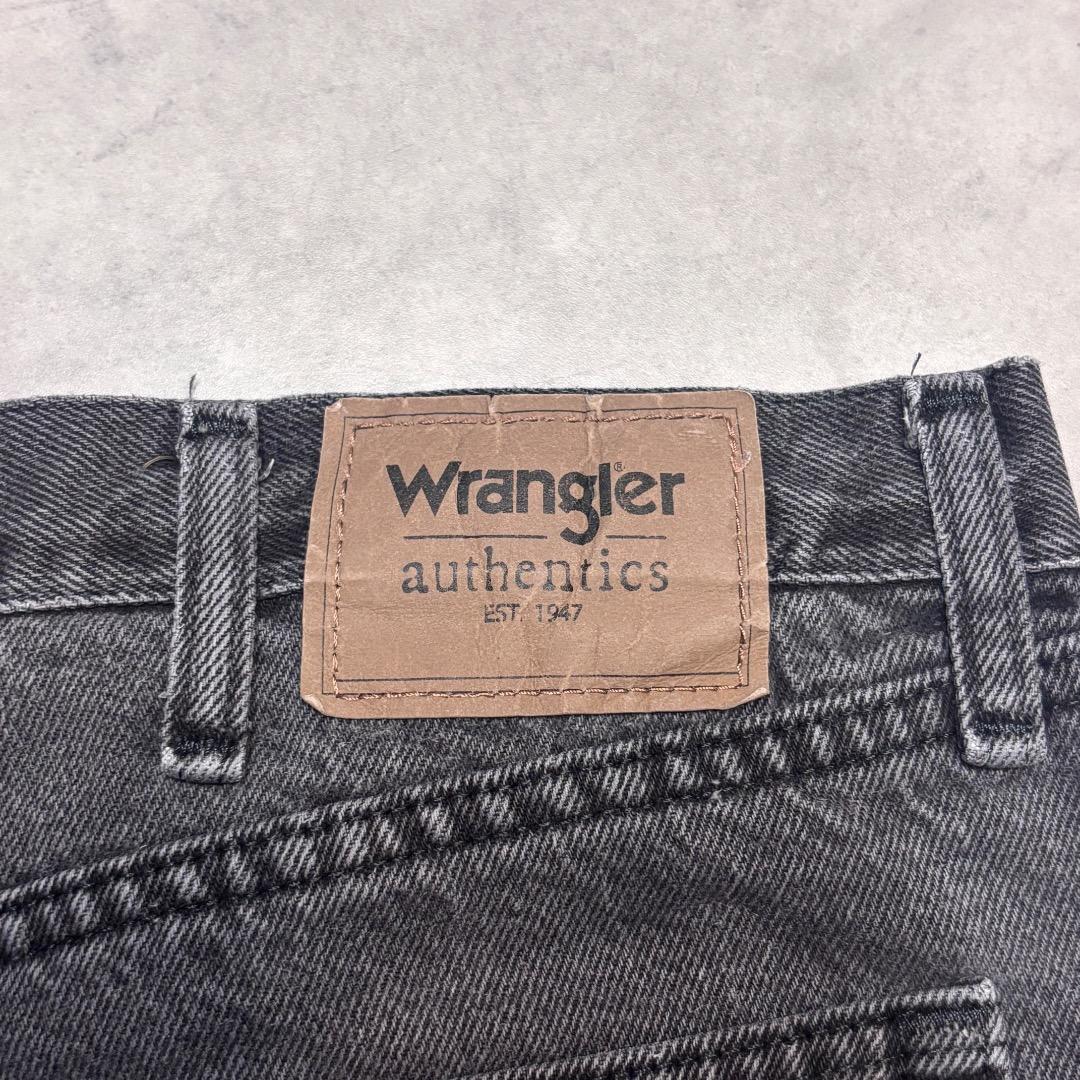 Wrangler®
authentics
EST. 1947